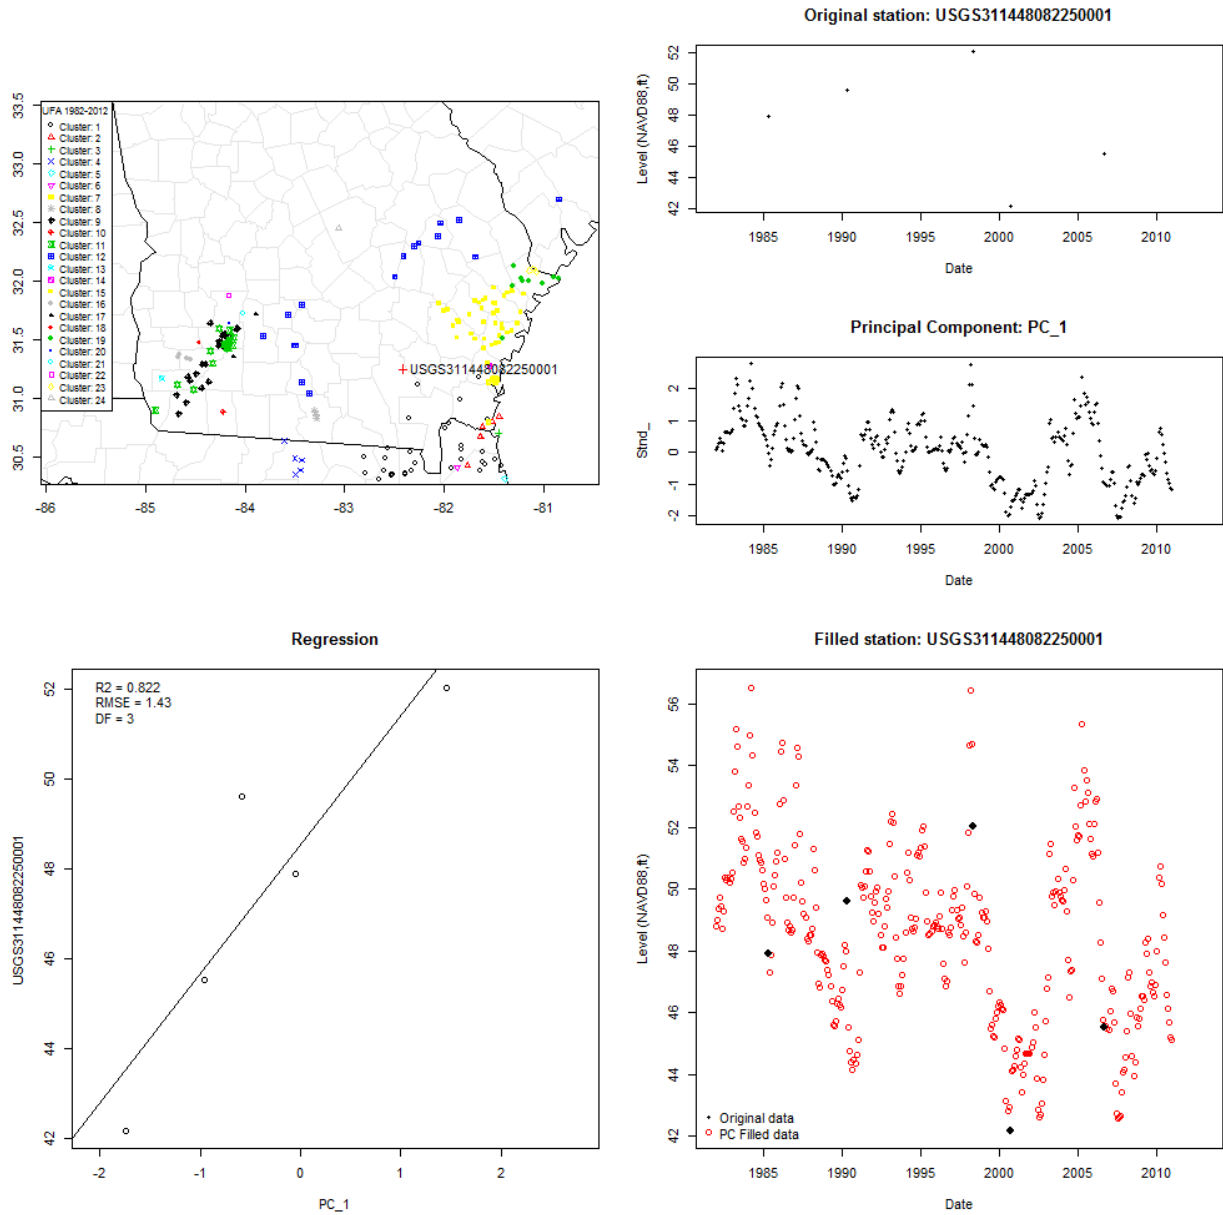 Original station: USGS311448082250001
Level (NAVD88,ft)
52
50
48
46
44
42
1985
1990
1995
2000
2005
2010
Date
33.5
33.0
32.5
32.0
31.5
31.0
30.5
-86
-85
-84
-83
-82
-81
UFA 1982-2012
Cluster: 1
Cluster: 2
Cluster: 3
Cluster: 4
Cluster: 5
Cluster: 6
Cluster: 7
Cluster: 8
Cluster: 9
Cluster: 10
Cluster: 11
Cluster: 12
Cluster: 13
Cluster: 14
Cluster: 15
Cluster: 16
Cluster: 17
Cluster: 18
Cluster: 19
Cluster: 20
Cluster: 21
Cluster: 22
Cluster: 23
Cluster: 24
USGS311448082250001
Principal Component: PC_1
Stnd_
2
1
0
-1
-2
1985
1990
1995
2000
2005
2010
Date
Regression
R2 = 0.822
RMSE = 1.43
DF = 3
USGS311448082250001
52
50
48
46
44
42
-2
-1
0
1
2
PC_1
Filled station: USGS311448082250001
Level (NAVD88,ft)
56
54
52
50
48
46
44
42
Original data
PC Filled data
1985
1990
1995
2000
2005
2010
Date